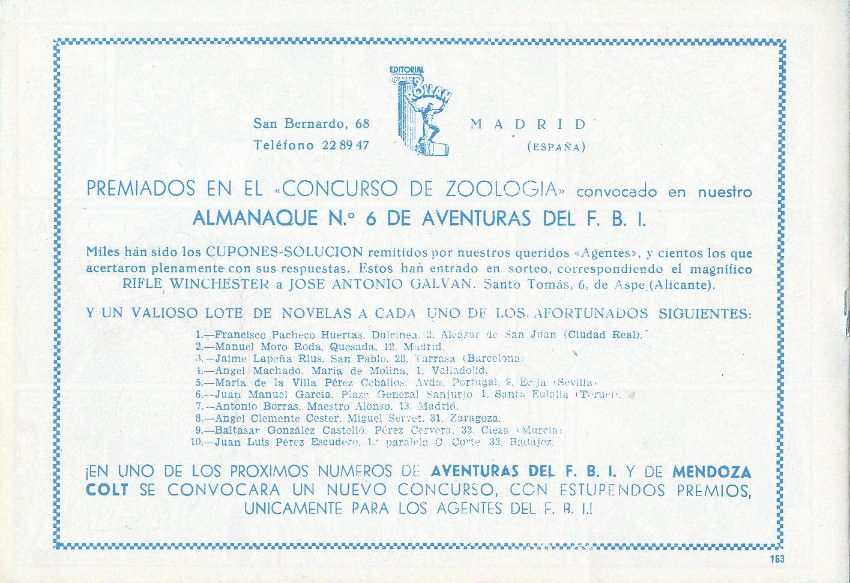 EDITORIAL
ROLLAN
San Bernardo, 68
Teléfono 22 89 47
MADRID
(ESPAÑA)
PREMIADOS EN EL «CONCURSO DE ZOOLOGIA» convocado en nuestro
ALMANAQUE N.º 6 DE AVENTURAS DEL F. B. I.
Miles hán sido los CUPONES-SOLUCION remitidos por nuestros queridos «Agentes», y cientos los que
acertaron plenamente con sus respuestas. Estos hañ entrado en sorteo, correspondiendo el magnífico
RIFLE WINCHESTER a JOSE ANTONIO GALVAN. Santo Tomás, 6, de Aspe (Alicante).
Y UN VALIOSO LOTE DE NOVELAS A CADA UNO DE LOS AFORTUNADOS SIGUIENTES:
1.—Francisco Pacheco Huertas. Dulcinea, 2. Alcázar de San Juan (Ciudad Real).
2.—Manuel Moro Roda, Quesada, 12. Madrid.
3.—Jaime Lapeña Rius. San Pablo, 28. Tarrasa (Barcelona)
4.—Angel Machado. María de Molina, 1. Valladolid.
5.—María de la Villa Pérez Ceballos. Avda. Portugal, 2. Ecija (Sevilla)
6.—Juan Manuel García. Plaza General Sanjurjo 1. Santa Eulalia (Teruel).
7.—Antonio Borras. Maestro Alonso, 13. Madrid.
8.—Angel Clemente Cester. Miguel Servet, 31. Zaragoza.
9.—Baltasar González Castelló. Pérez Cervera. 33. Cieza (Murcia)
10.—Juan Luis Pérez Escudero. 1.ª paralela C. Corte. 32. Badajoz.
¡EN UNO DE LOS PROXIMOS NUMEROS DE AVENTURAS DEL F. B. I. Y DE MENDOZA
COLT SE CONVOCARA UN NUEVO CONCURSO, CON ESTUPENDOS PREMIOS,
UNICAMENTE PARA LOS AGENTES DEL F. B. I.!
163